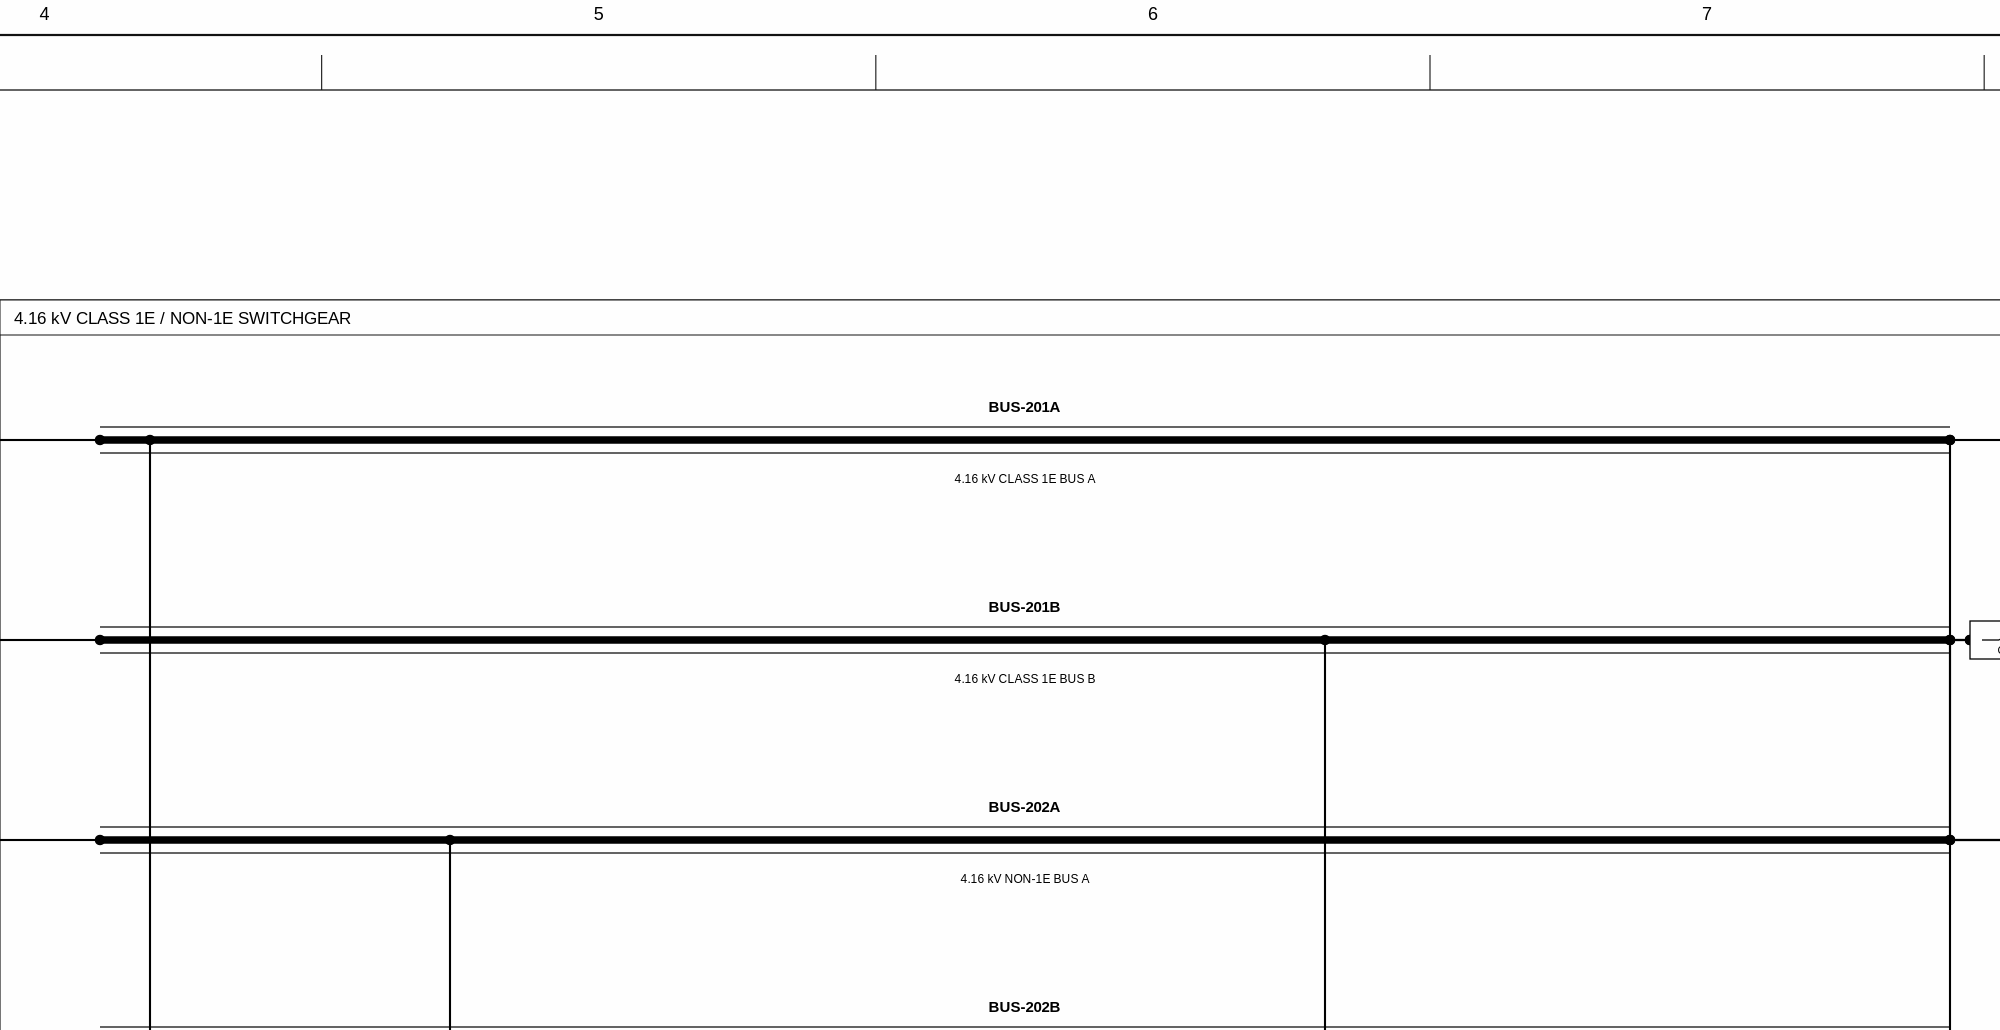 4 5 6 7
4.16 kV CLASS 1E / NON-1E SWITCHGEAR
BUS-201A
4.16 kV CLASS 1E BUS A
BUS-201B
4.16 kV CLASS 1E BUS B
BUS-202A
4.16 kV NON-1E BUS A
BUS-202B